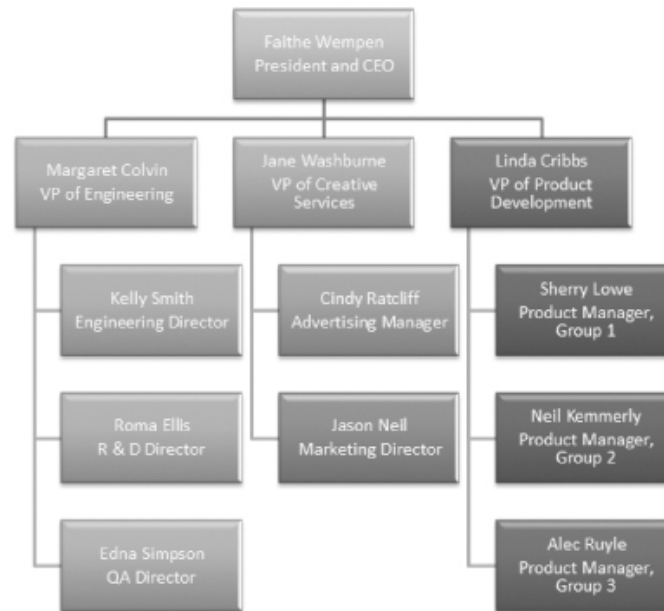 Faithe Wempen
President and CEO
Margaret Colvin
VP of Engineering
Jane Washburne
VP of Creative
Services
Linda Cribbs
VP of Product
Development
Kelly Smith
Engineering Director
Cindy Ratcliff
Advertising Manager
Sherry Lowe
Product Manager,
Group 1
Roma Ellis
R & D Director
Jason Neil
Marketing Director
Neil Kemmerly
Product Manager,
Group 2
Edna Simpson
QA Director
Alec Ruyle
Product Manager,
Group 3